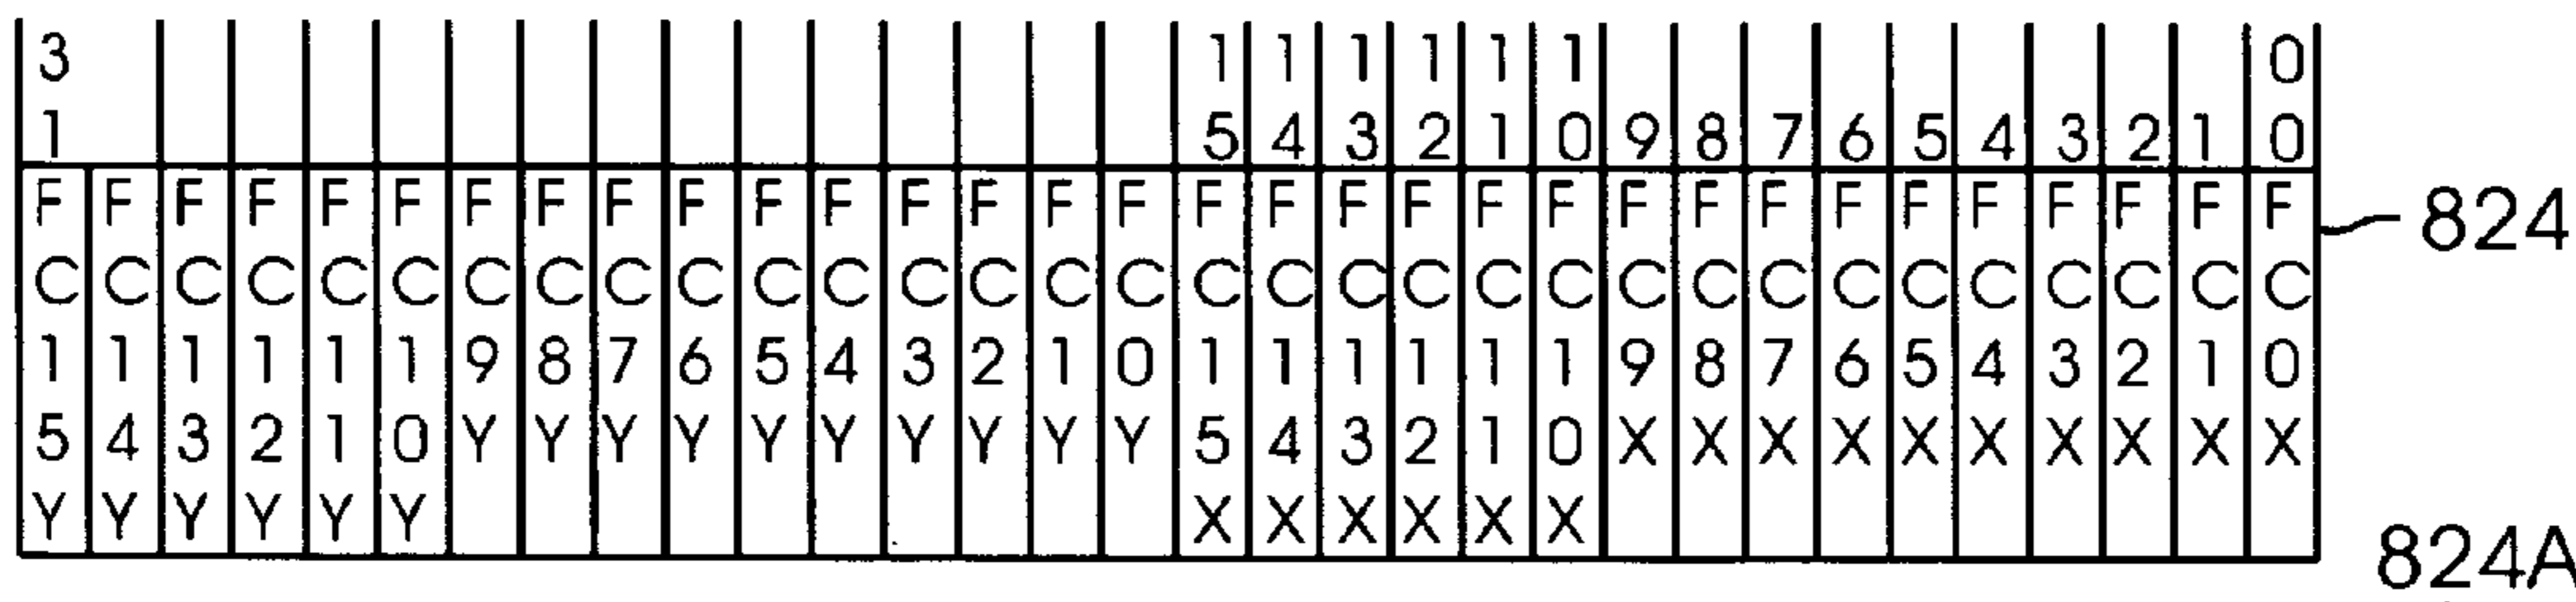 3 1 1 1 1 1 1 0
1 5 4 3 2 1 0 9 8 7 6 5 4 3 2 1 0
F F F F F F F F F F F F F F F F F F F F F F F F F F F F F F F F 824
C C C C C C C C C C C C C C C C C C C C C C C C C C C C C C C C
1 1 1 1 1 1 9 8 7 6 5 4 3 2 1 0 1 1 1 1 1 1 9 8 7 6 5 4 3 2 1 0
5 4 3 2 1 0 Y Y Y Y Y Y Y Y Y Y 5 4 3 2 1 0 X X X X X X X X X X
Y Y Y Y Y Y X X X X X X
824A